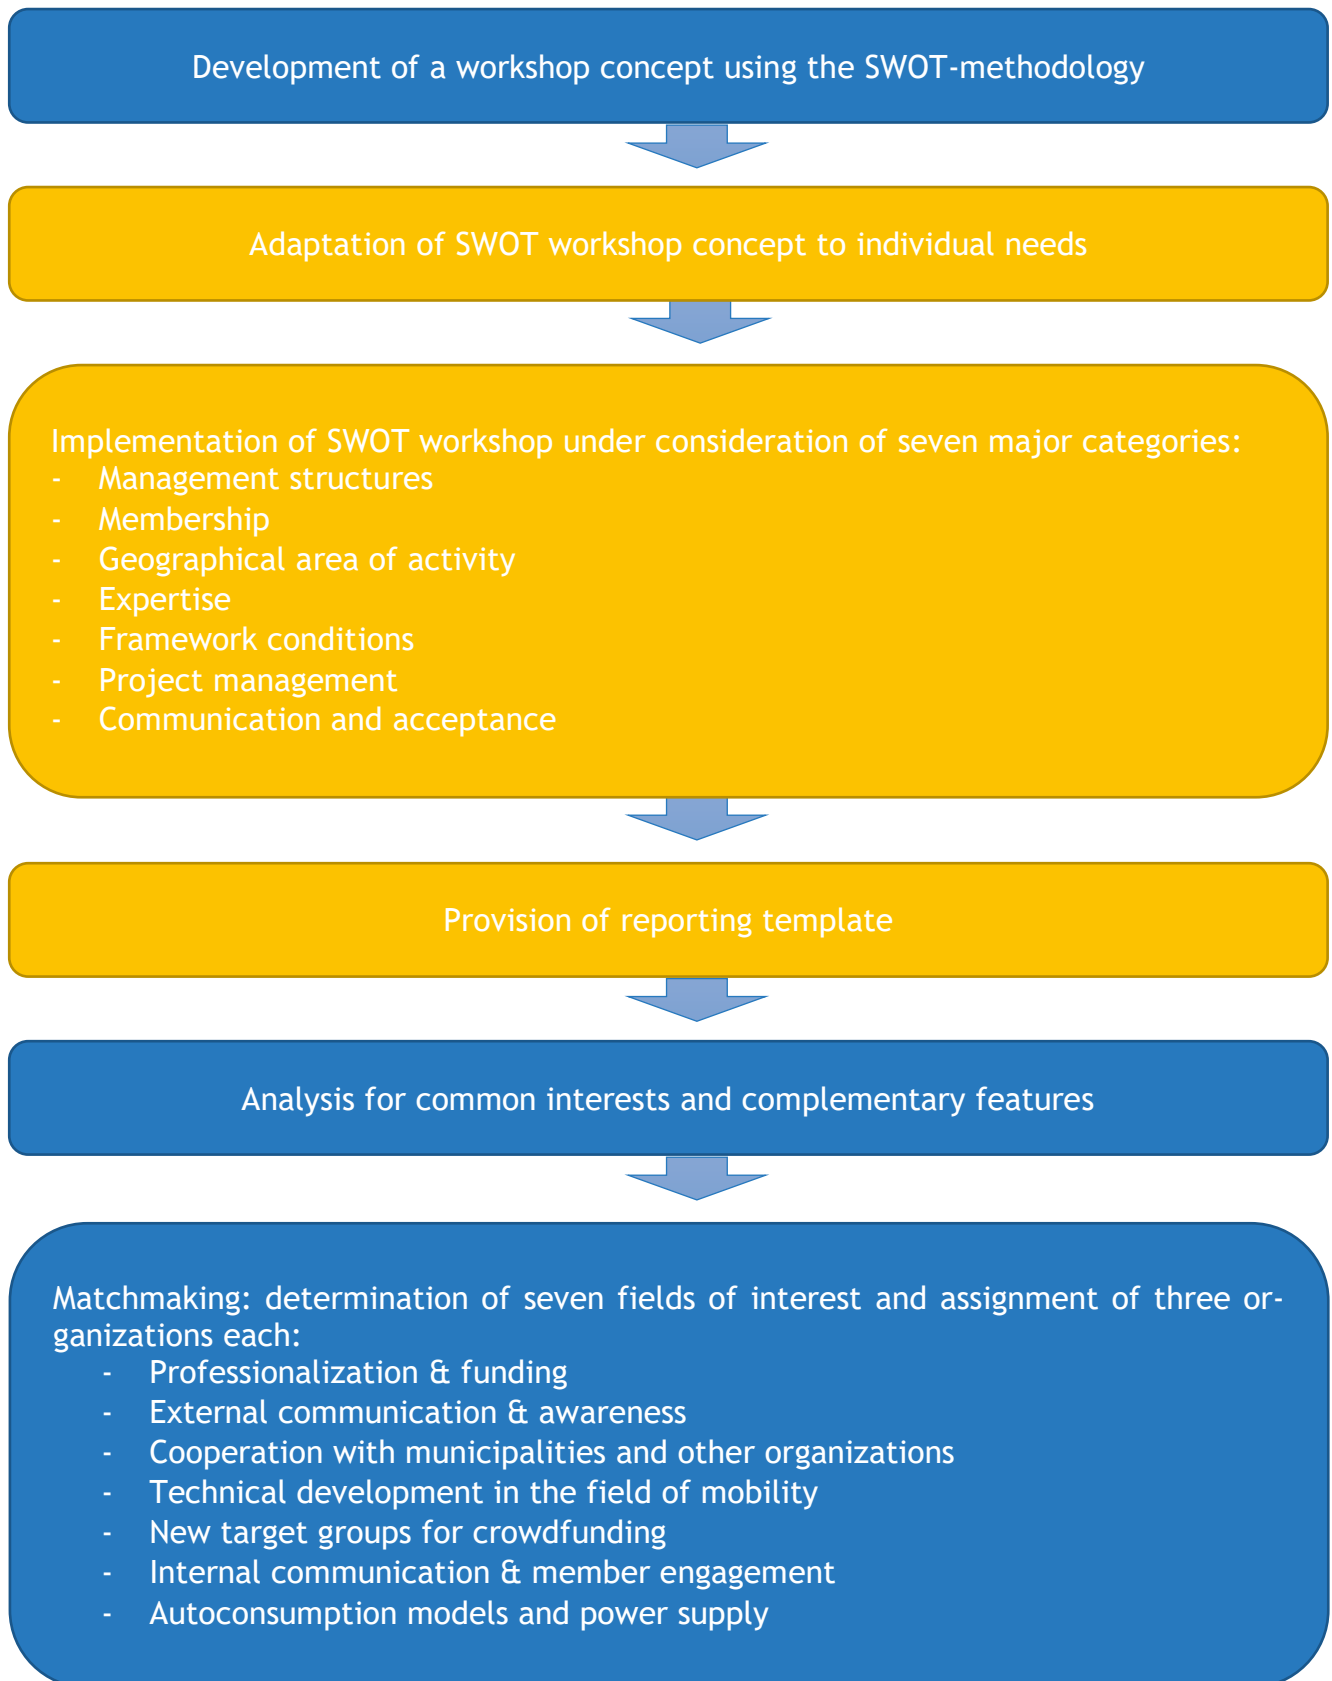 Development of a workshop concept using the SWOT-methodology
Adaptation of SWOT workshop concept to individual needs
Implementation of SWOT workshop under consideration of seven major categories:
- Management structures
- Membership
- Geographical area of activity
- Expertise
- Framework conditions
- Project management
- Communication and acceptance
Provision of reporting template
Analysis for common interests and complementary features
Matchmaking: determination of seven fields of interest and assignment of three or-
ganizations each:
- Professionalization & funding
- External communication & awareness
- Cooperation with municipalities and other organizations
- Technical development in the field of mobility
- New target groups for crowdfunding
- Internal communication & member engagement
- Autoconsumption models and power supply